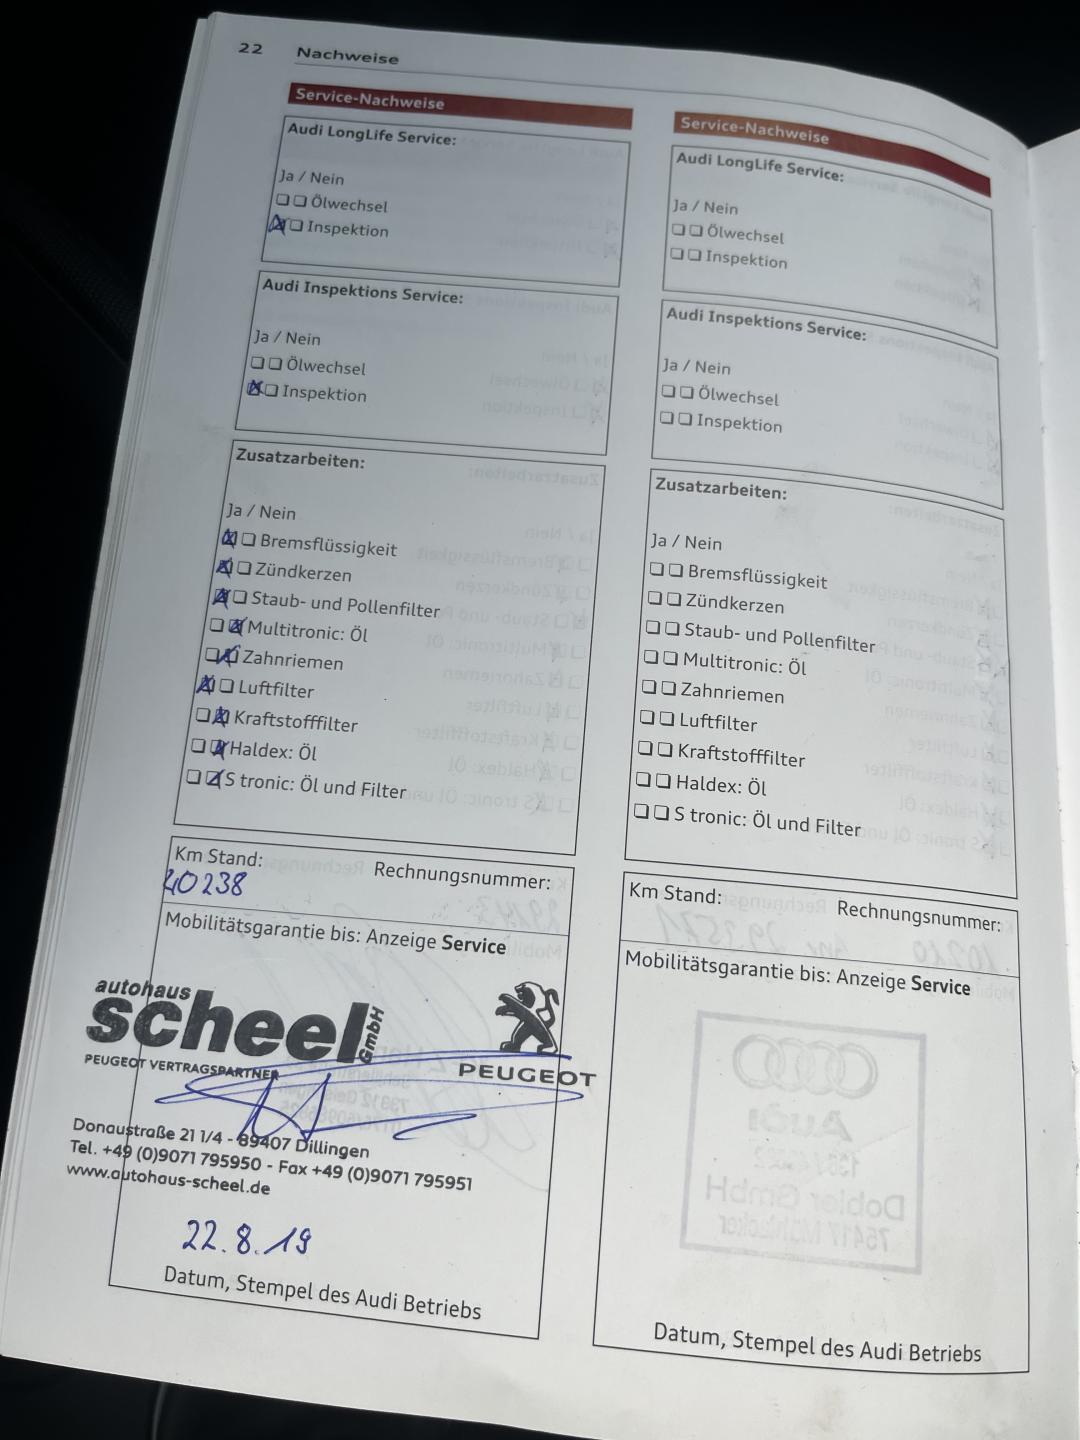 22 Nachweise
Service-Nachweise
Audi LongLife Service:
Ja / Nein
Ölwechsel
Inspektion
Audi Inspektions Service:
Ja / Nein
Ölwechsel
Inspektion
Zusatzarbeiten:
Ja / Nein
Bremsflüssigkeit
Zündkerzen
Staub- und Pollenfilter
Multitronic: Öl
Zahnriemen
Luftfilter
Kraftstofffilter
Haldex: Öl
S tronic: Öl und Filter
Km Stand: Rechnungsnummer:
40238
Mobilitätsgarantie bis: Anzeige Service
autohaus
scheel GmbH
PEUGEOT VERTRAGSPARTNER
PEUGEOT
Donaustraße 21 1/4 - 89407 Dillingen
Tel. +49 (0)9071 795950 - Fax +49 (0)9071 795951
www.autohaus-scheel.de
22.8.19
Datum, Stempel des Audi Betriebs
Service-Nachweise
Audi LongLife Service:
Ja / Nein
Ölwechsel
Inspektion
Audi Inspektions Service:
Ja / Nein
Ölwechsel
Inspektion
Zusatzarbeiten:
Ja / Nein
Bremsflüssigkeit
Zündkerzen
Staub- und Pollenfilter
Multitronic: Öl
Zahnriemen
Luftfilter
Kraftstofffilter
Haldex: Öl
S tronic: Öl und Filter
Km Stand: Rechnungsnummer:
Mobilitätsgarantie bis: Anzeige Service
Datum, Stempel des Audi Betriebs